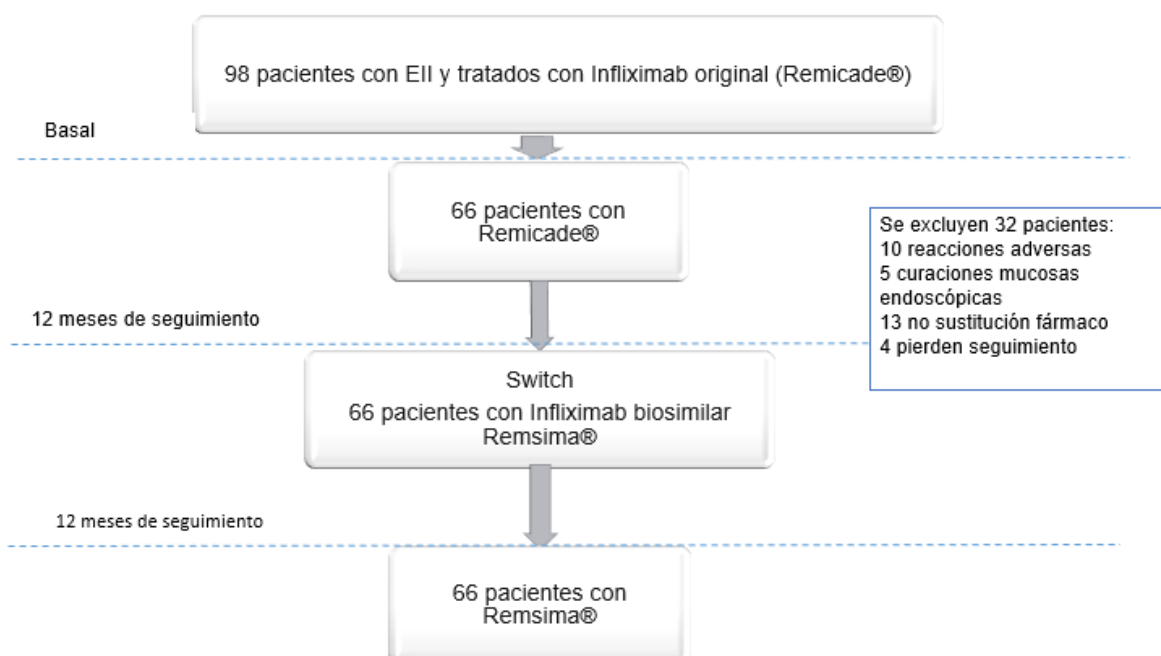 98 pacientes con EII y tratados con Infliximab original (Remicade®)
Basal
66 pacientes con
Remicade®
Se excluyen 32 pacientes:
10 reacciones adversas
5 curaciones mucosas
endoscópicas
13 no sustitución fármaco
4 pierden seguimiento
12 meses de seguimiento
Switch
66 pacientes con Infliximab biosimilar
Remsima®
12 meses de seguimiento
66 pacientes con
Remsima®